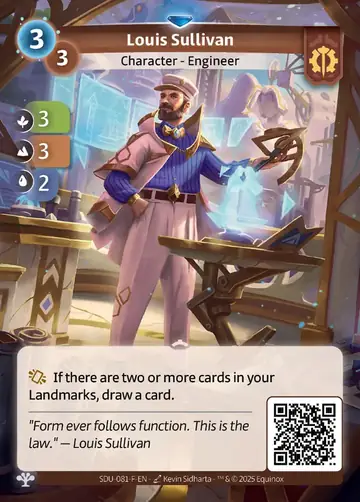 3
Louis Sullivan
3
Character - Engineer
3
3
2
If there are two or more cards in your
Landmarks, draw a card.
"Form ever follows function. This is the
law." — Louis Sullivan
SDU-081-F-EN - Kevin Sidharta - ™ & © 2025 Equinox